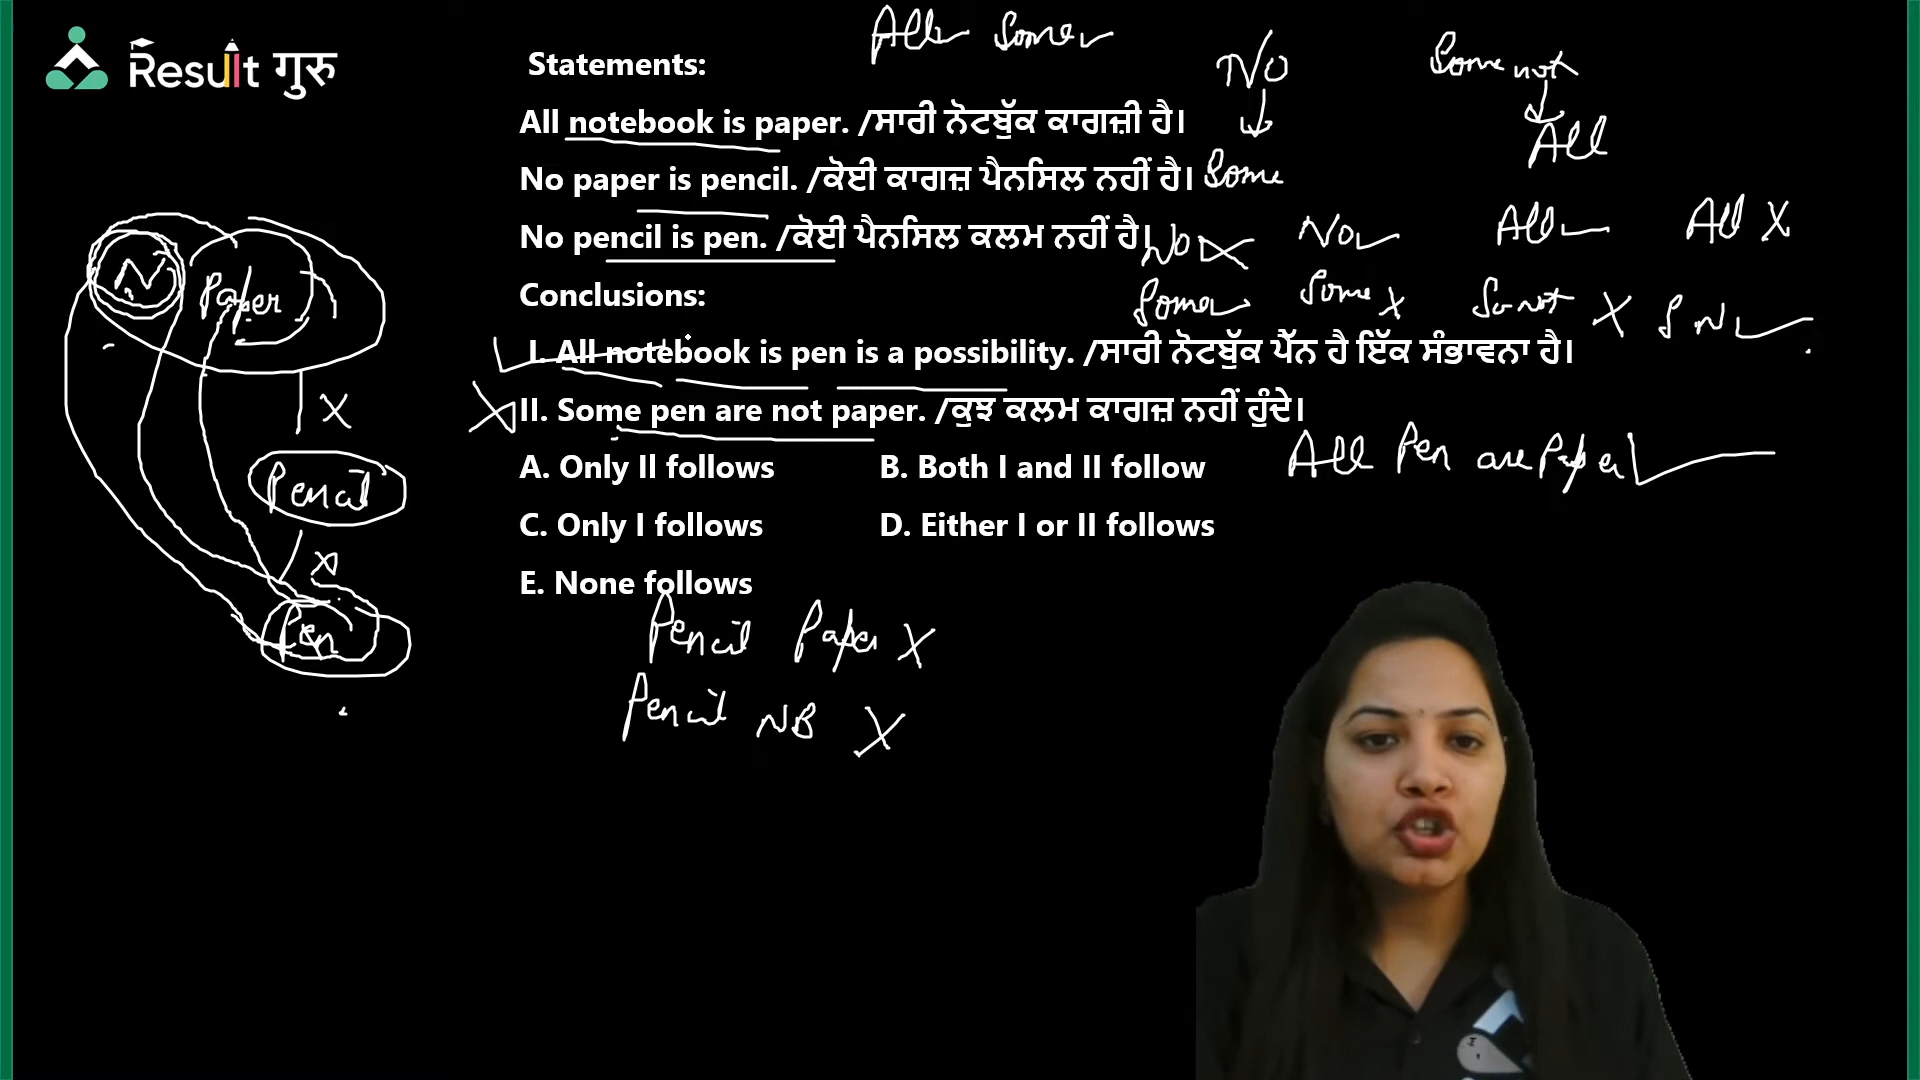 Result गुरु
All Some
Statements:
No
Some not
All notebook is paper. /ਸਾਰੀ ਨੋਟਬੁੱਕ ਕਾਗਜ਼ੀ ਹੈ।
All
No paper is pencil. /ਕੋਈ ਕਾਗਜ਼ ਪੈਨਸਿਲ ਨਹੀਂ ਹੈ।
Some
No pencil is pen. /ਕੋਈ ਪੈਨਸਿਲ ਕਲਮ ਨਹੀਂ ਹੈ।
No X No All All X
Conclusions:
Some Some X So not X S N
I. All notebook is pen is a possibility. /ਸਾਰੀ ਨੋਟਬੁੱਕ ਪੈੱਨ ਹੈ ਇੱਕ ਸੰਭਾਵਨਾ ਹੈ।
II. Some pen are not paper. /ਕੁਝ ਕਲਮ ਕਾਗਜ਼ ਨਹੀਂ ਹੁੰਦੇ।
All Pen are Paper
A. Only II follows B. Both I and II follow
C. Only I follows D. Either I or II follows
E. None follows
N Paper
X
Pencil
X
Pen
Pencil Paper X
Pencil NB X